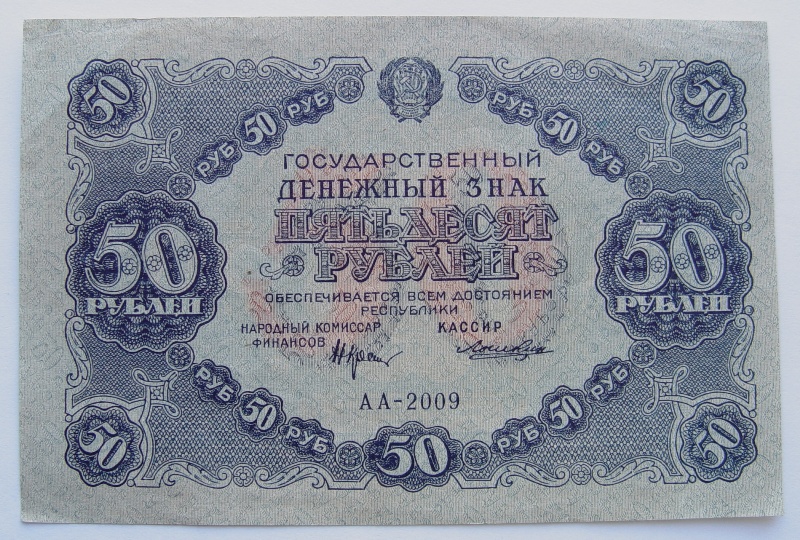 50
50
РУБ 50 РУБ
РУБ 50 РУБ
ГОСУДАРСТВЕННЫЙ
ДЕНЕЖНЫЙ ЗНАК
ПЯТЬДЕСЯТ
РУБЛЕЙ
50
РУБЛЕЙ
50
РУБЛЕЙ
ОБЕСПЕЧИВАЕТСЯ ВСЕМ ДОСТОЯНИЕМ
РЕСПУБЛИКИ
НАРОДНЫЙ КОМИССАР
ФИНАНСОВ
КАССИР
АА-2009
РУБ 50 РУБ
РУБ 50 РУБ
50
50
50